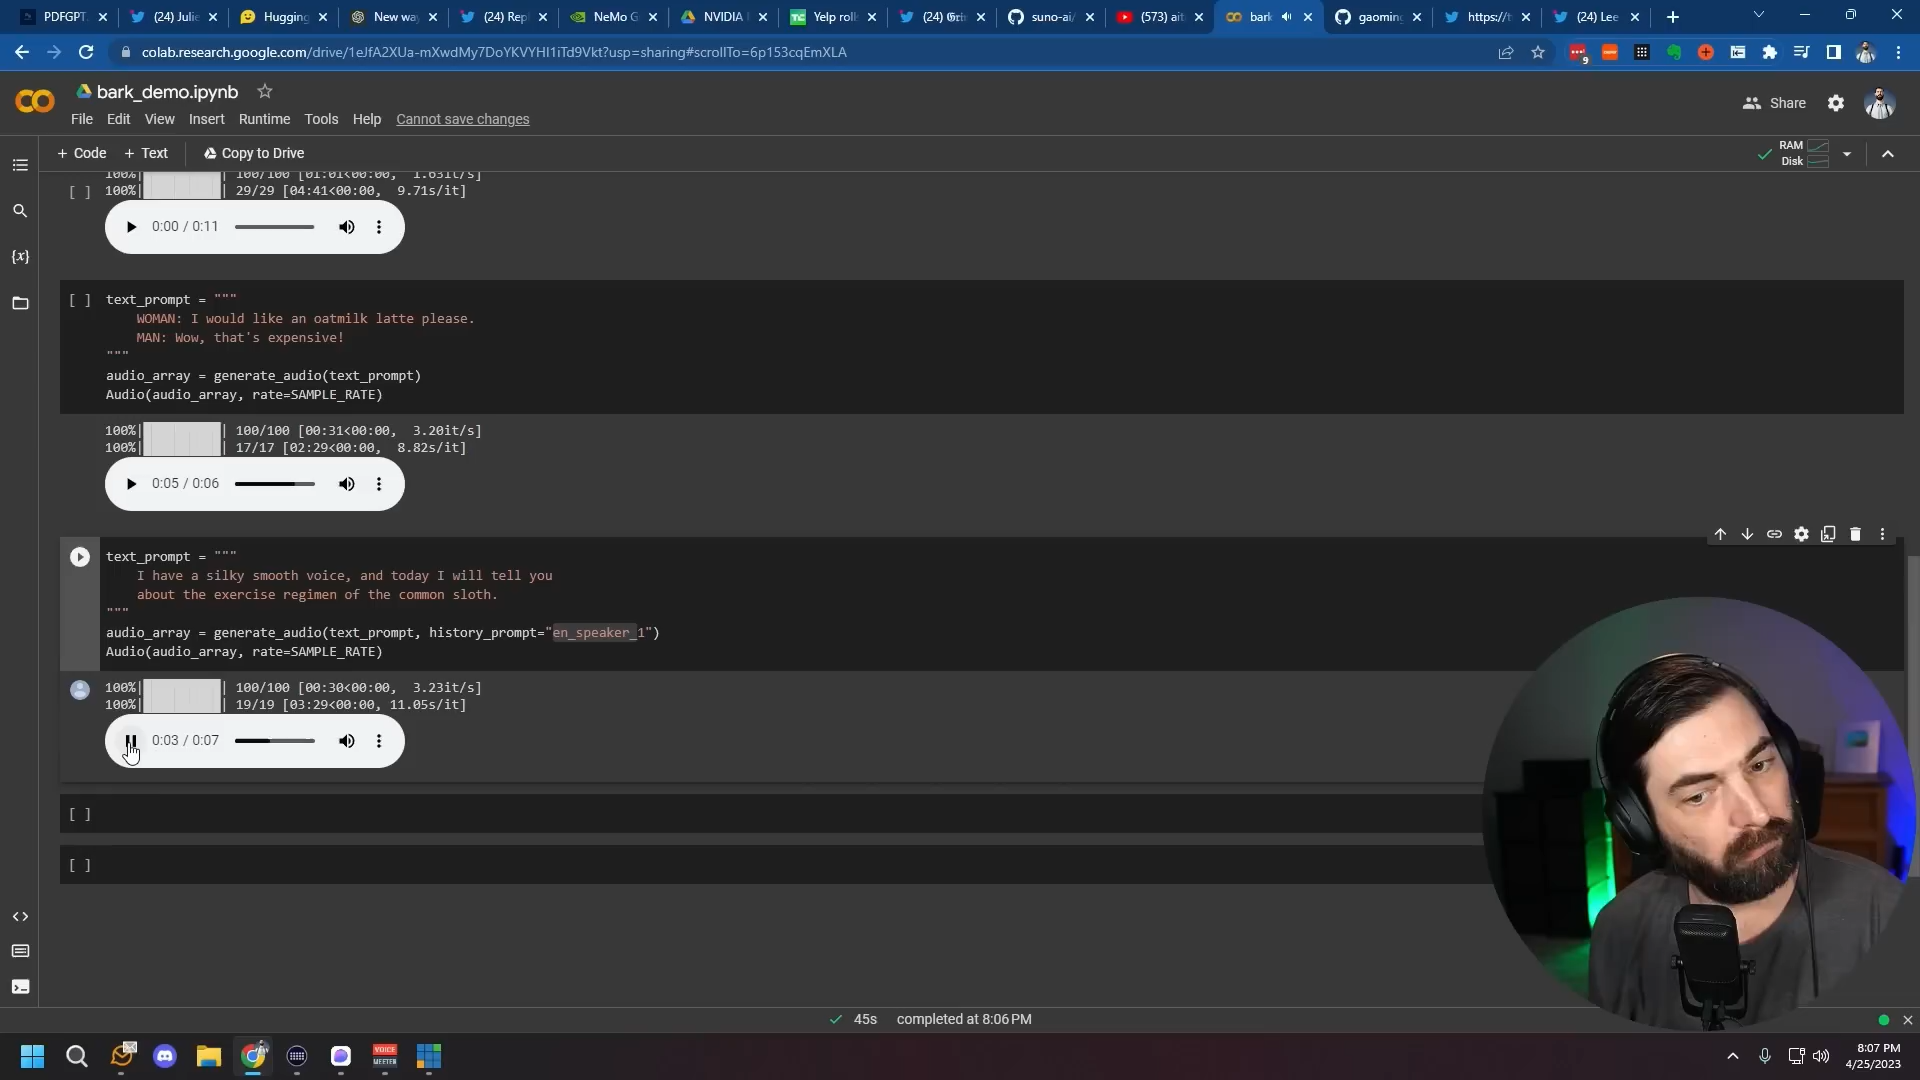 PDFGPT.
(24) Julie
Hugging
New wa
(24) Rep
NeMo G
NVIDIA
Yelp roll
(24) Grin
suno-ai/
(573) ait
bark
gaoming
https://t
(24) Lee
colab.research.google.com/drive/1eJfA2XUa-mXwdMy7DoYKVYHI1iTd9Vkt?usp=sharing#scrollTo=6p153cqEmXLA
9
bark_demo.ipynb
File Edit View Insert Runtime Tools Help Cannot save changes
Share
+ Code + Text Copy to Drive
RAM
Disk
100%| | 100/100 [01:01<00:00, 1.63it/s]
[ ] 100%| | 29/29 [04:41<00:00, 9.71s/it]
0:00 / 0:11
[ ] text_prompt = """
WOMAN: I would like an oatmilk latte please.
MAN: Wow, that's expensive!
"""
audio_array = generate_audio(text_prompt)
Audio(audio_array, rate=SAMPLE_RATE)
100%| | 100/100 [00:31<00:00, 3.20it/s]
100%| | 17/17 [02:29<00:00, 8.82s/it]
0:05 / 0:06
text_prompt = """
I have a silky smooth voice, and today I will tell you
about the exercise regimen of the common sloth.
"""
audio_array = generate_audio(text_prompt, history_prompt="en_speaker_1")
Audio(audio_array, rate=SAMPLE_RATE)
100%| | 100/100 [00:30<00:00, 3.23it/s]
100%| | 19/19 [03:29<00:00, 11.05s/it]
0:03 / 0:07
[ ]
[ ]
45s completed at 8:06 PM
VOICE
MEETER
8:07 PM
4/25/2023